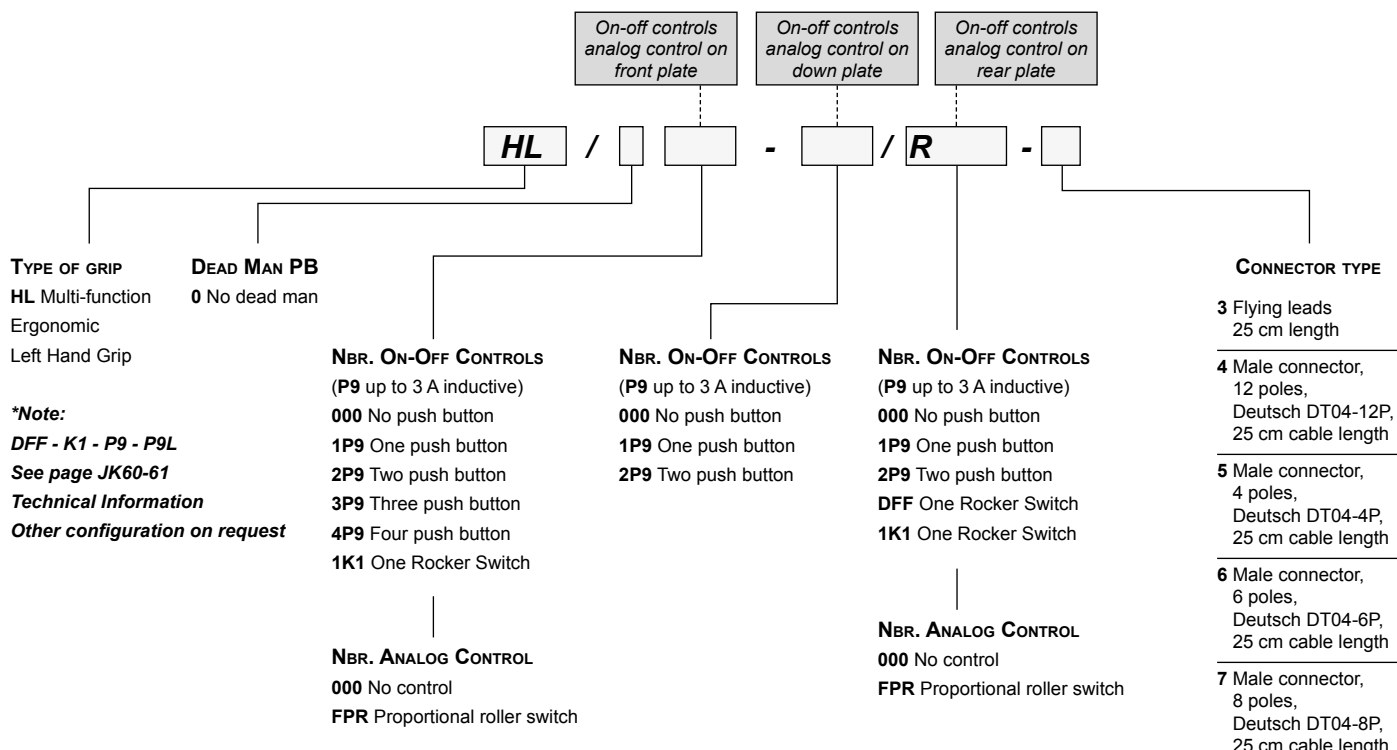 On-off controls
analog control on
front plate
On-off controls
analog control on
down plate
On-off controls
analog control on
rear plate
HL / - / R -
TYPE OF GRIP
HL Multi-function
Ergonomic
Left Hand Grip
*Note:
DFF - K1 - P9 - P9L
See page JK60-61
Technical Information
Other configuration on request
DEAD MAN PB
0 No dead man
NBR. ON-OFF CONTROLS
(P9 up to 3 A inductive)
000 No push button
1P9 One push button
2P9 Two push button
3P9 Three push button
4P9 Four push button
1K1 One Rocker Switch
NBR. ANALOG CONTROL
000 No control
FPR Proportional roller switch
NBR. ON-OFF CONTROLS
(P9 up to 3 A inductive)
000 No push button
1P9 One push button
2P9 Two push button
NBR. ON-OFF CONTROLS
(P9 up to 3 A inductive)
000 No push button
1P9 One push button
2P9 Two push button
DFF One Rocker Switch
1K1 One Rocker Switch
NBR. ANALOG CONTROL
000 No control
FPR Proportional roller switch
CONNECTOR TYPE
3 Flying leads
25 cm length
4 Male connector,
12 poles,
Deutsch DT04-12P,
25 cm cable length
5 Male connector,
4 poles,
Deutsch DT04-4P,
25 cm cable length
6 Male connector,
6 poles,
Deutsch DT04-6P,
25 cm cable length
7 Male connector,
8 poles,
Deutsch DT04-8P,
25 cm cable length